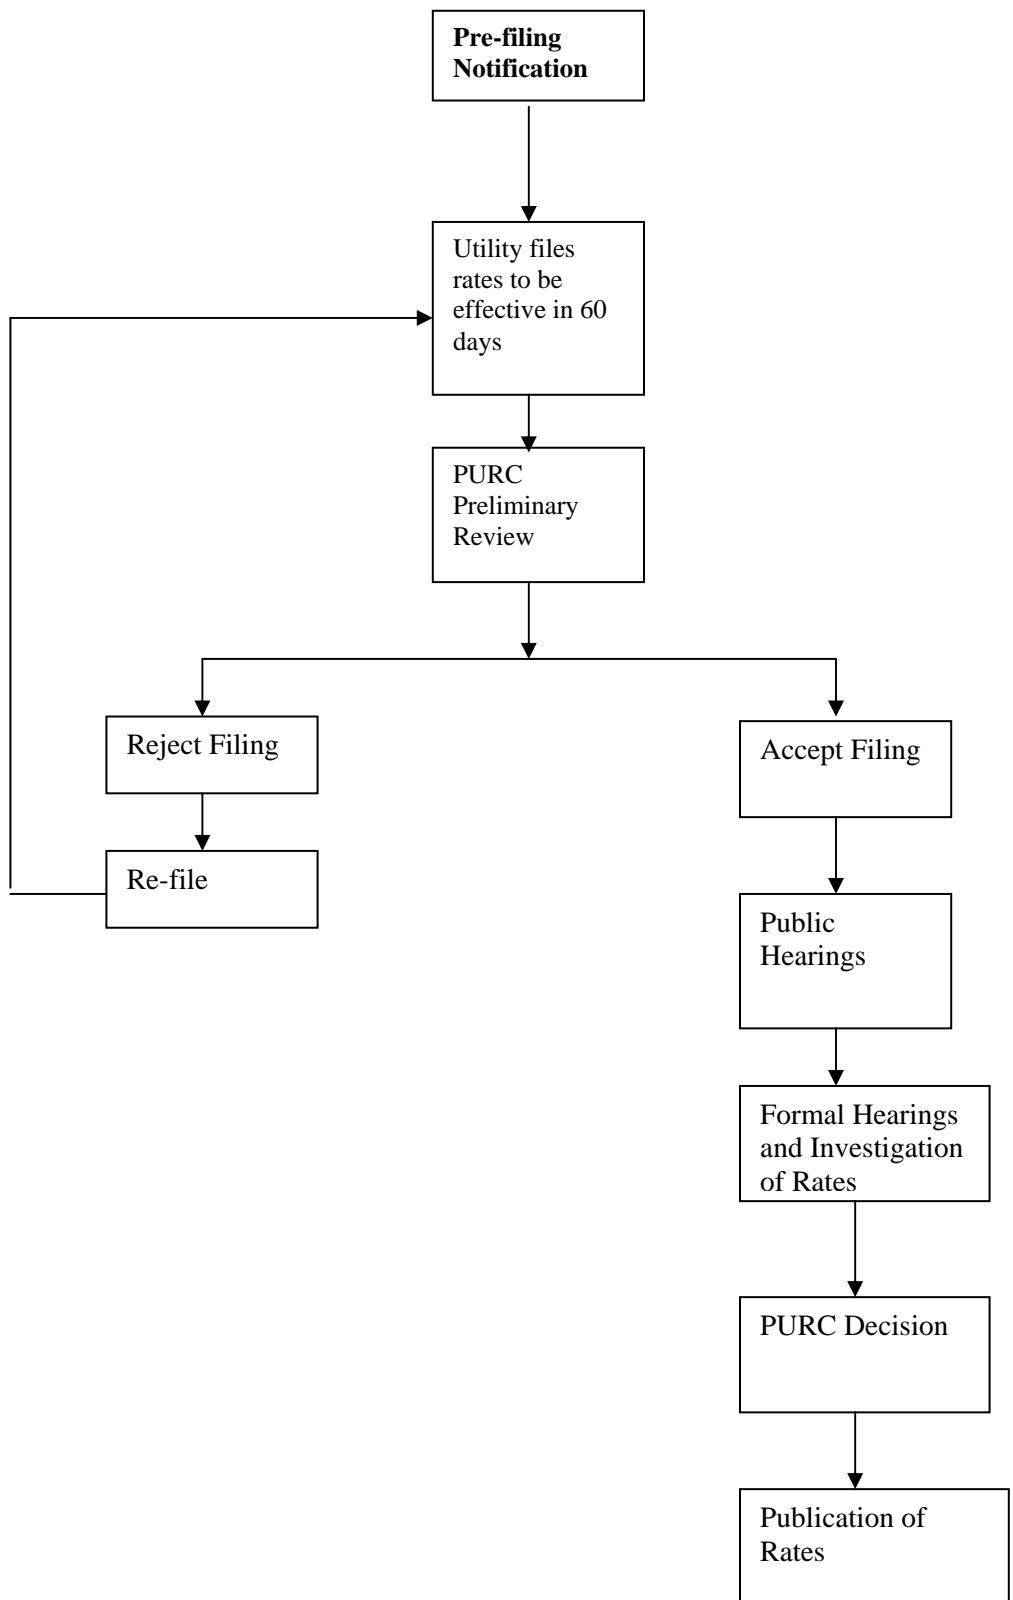 Pre-filing
Notification
Utility files
rates to be
effective in 60
days
PURC
Preliminary
Review
Reject Filing
Accept Filing
Re-file
Public
Hearings
Formal Hearings
and Investigation
of Rates
PURC Decision
Publication of
Rates